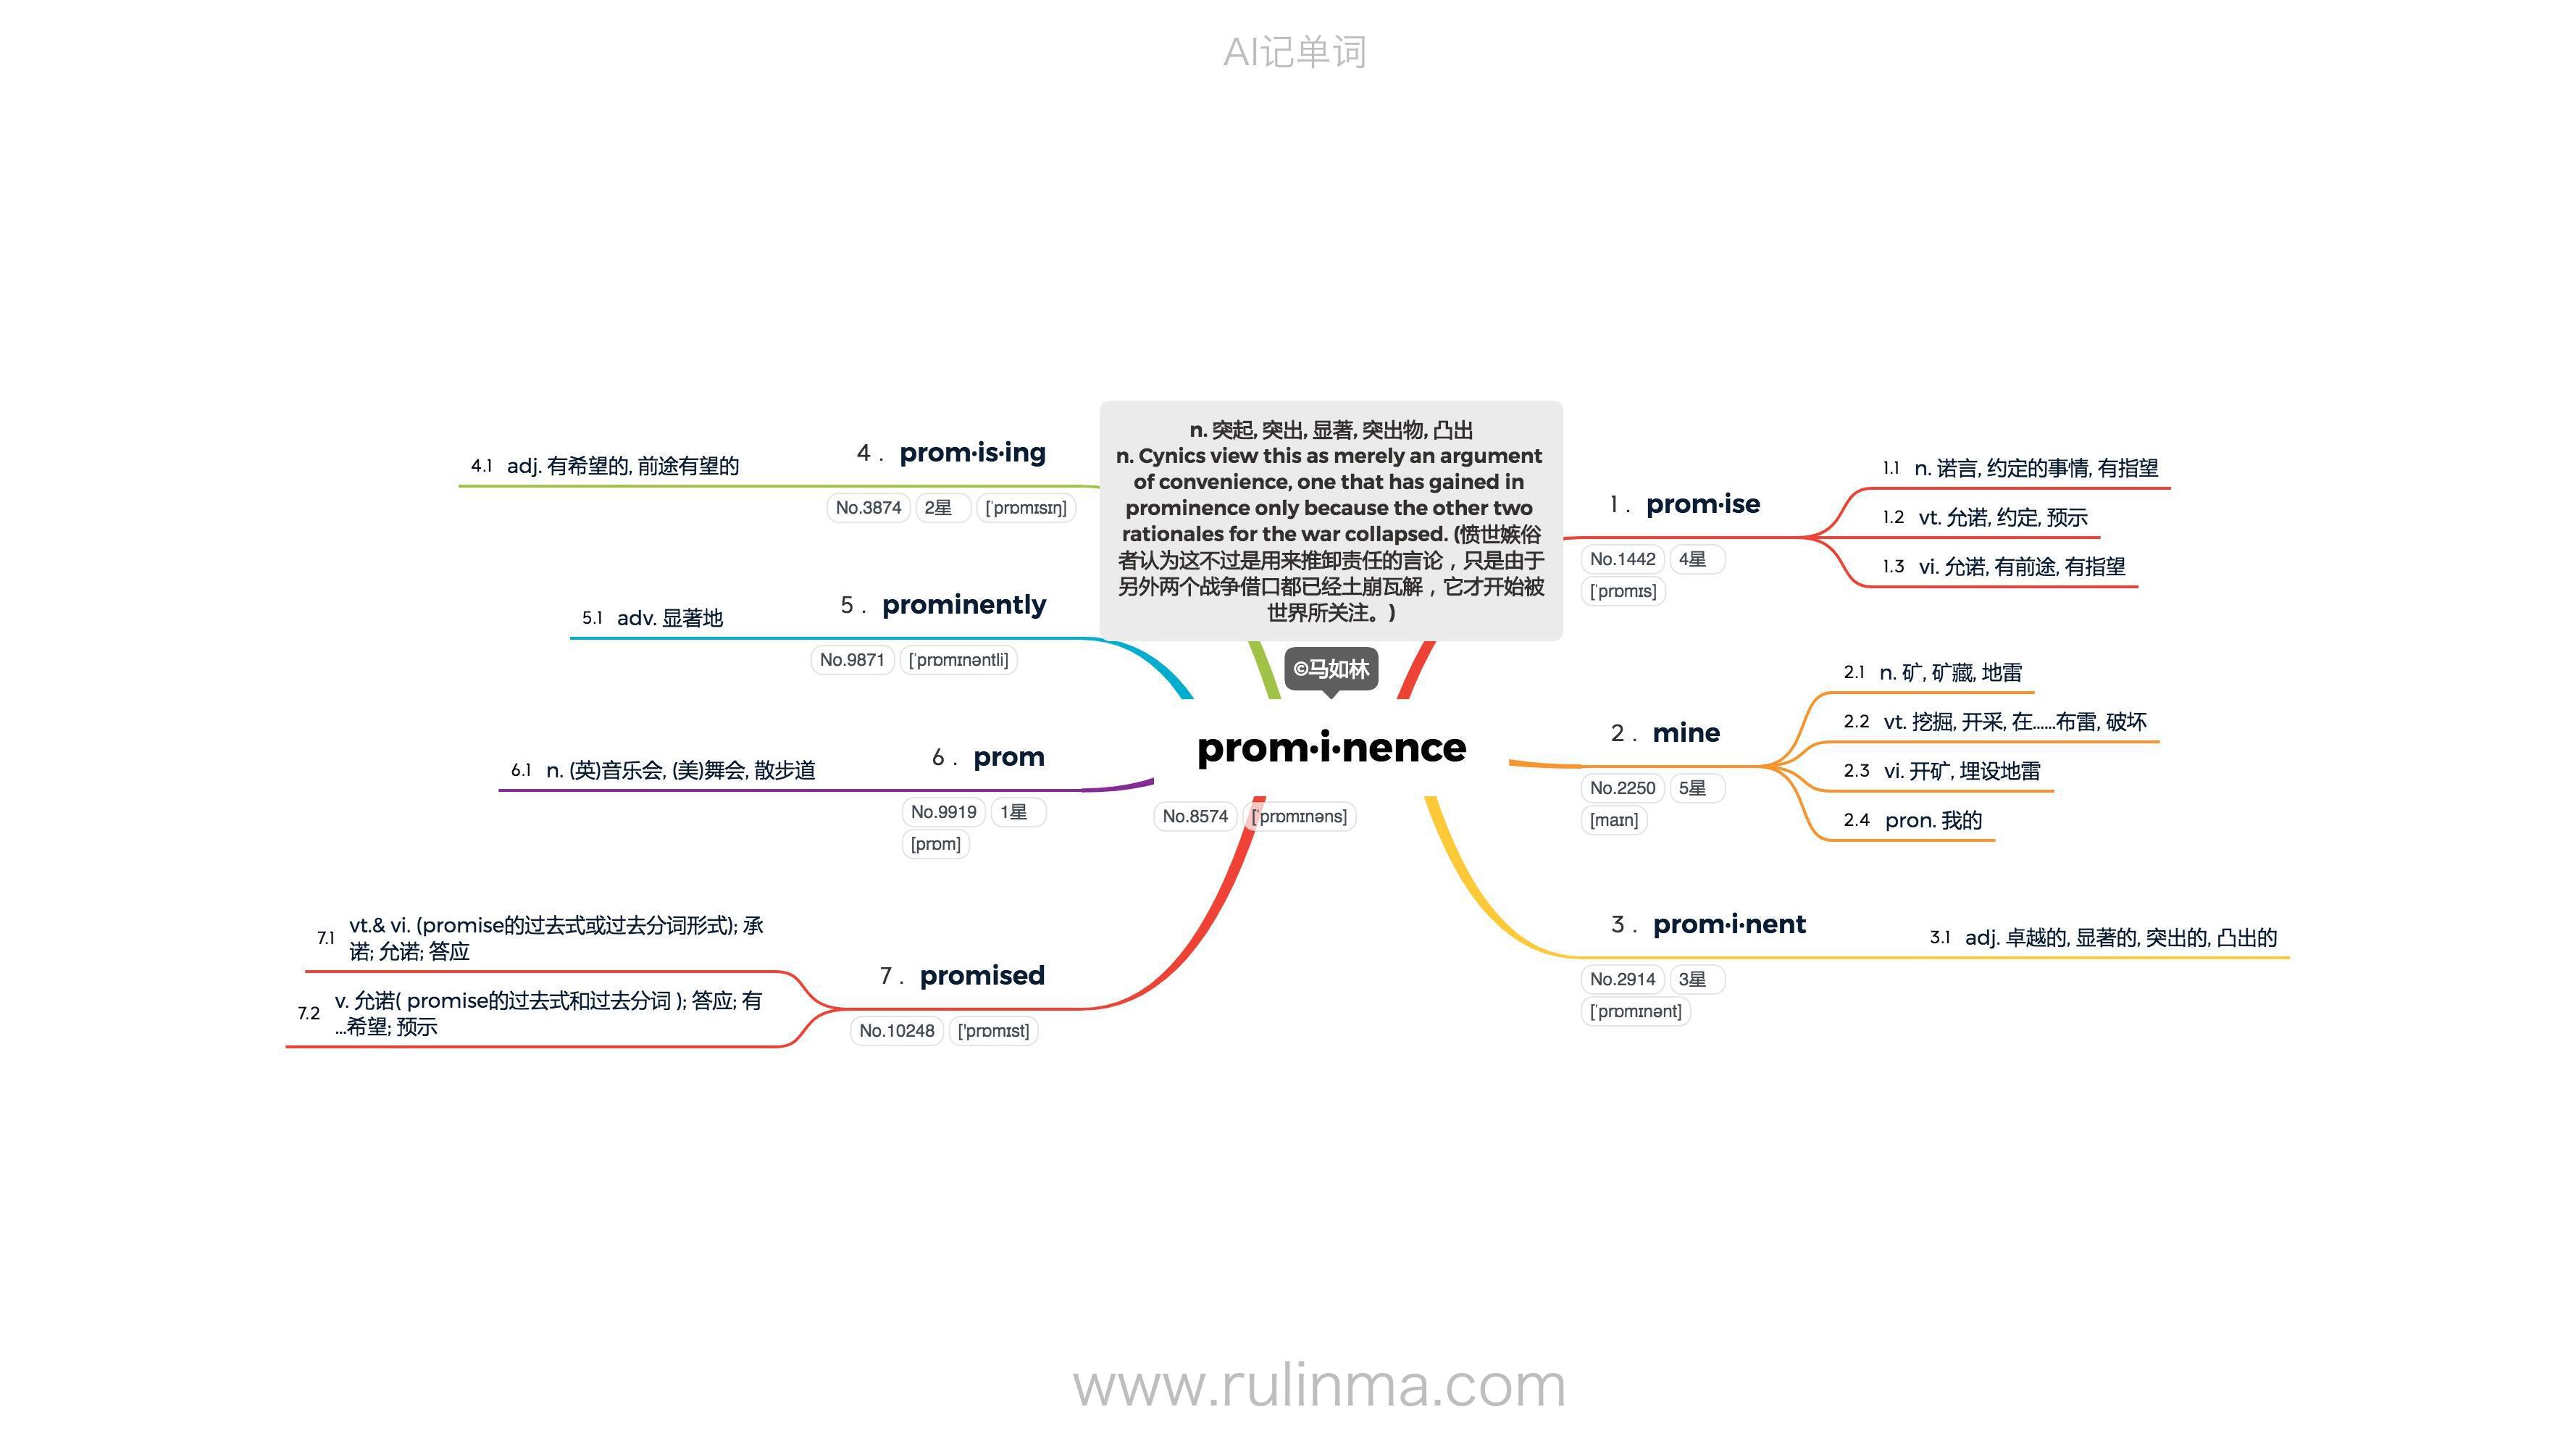 AI记单词
n. 突起, 突出, 显著, 突出物, 凸出
n. Cynics view this as merely an argument
of convenience, one that has gained in
prominence only because the other two
rationales for the war collapsed. (愤世嫉俗
者认为这不过是用来推卸责任的言论，只是由于
另外两个战争借口都已经土崩瓦解，它才开始被
世界所关注。)
©马如林
prom·i·nence
No.8574 [ˈprɒmɪnəns]
1 . prom·ise
No.1442 4星
[ˈprɒmɪs]
1.1 n. 诺言, 约定的事情, 有指望
1.2 vt. 允诺, 约定, 预示
1.3 vi. 允诺, 有前途, 有指望
2 . mine
No.2250 5星
[maɪn]
2.1 n. 矿, 矿藏, 地雷
2.2 vt. 挖掘, 开采, 在……布雷, 破坏
2.3 vi. 开矿, 埋设地雷
2.4 pron. 我的
3 . prom·i·nent
No.2914 3星
[ˈprɒmɪnənt]
3.1 adj. 卓越的, 显著的, 突出的, 凸出的
4 . prom·is·ing
No.3874 2星 [ˈprɒmɪsɪŋ]
4.1 adj. 有希望的, 前途有望的
5 . prominently
No.9871 [ˈprɒmɪnəntli]
5.1 adv. 显著地
6 . prom
No.9919 1星
[prɒm]
6.1 n. (英)音乐会, (美)舞会, 散步道
7 . promised
No.10248 ['prɒmɪst]
7.1 vt.& vi. (promise的过去式或过去分词形式); 承
诺; 允诺; 答应
7.2 v. 允诺( promise的过去式和过去分词 ); 答应; 有
…希望; 预示
www.rulinma.com